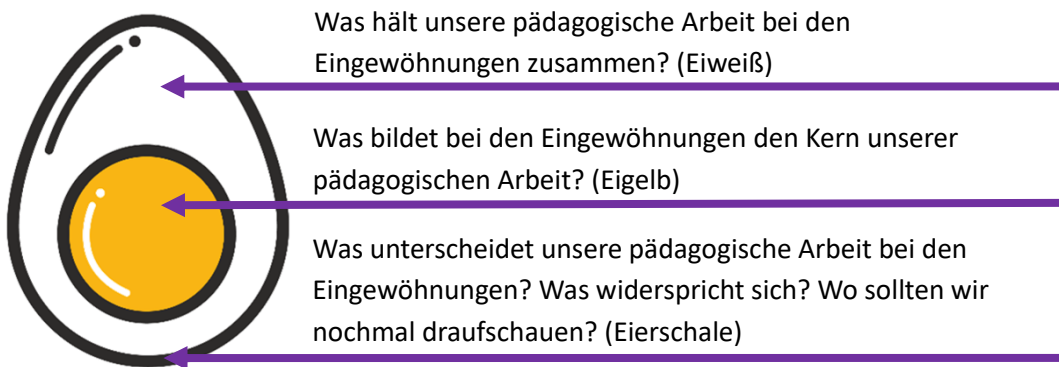 Was hält unsere pädagogische Arbeit bei den
Eingewöhnungen zusammen? (Eiweiß)
Was bildet bei den Eingewöhnungen den Kern unserer
pädagogischen Arbeit? (Eigelb)
Was unterscheidet unsere pädagogische Arbeit bei den
Eingewöhnungen? Was widerspricht sich? Wo sollten wir
nochmal draufschauen? (Eierschale)